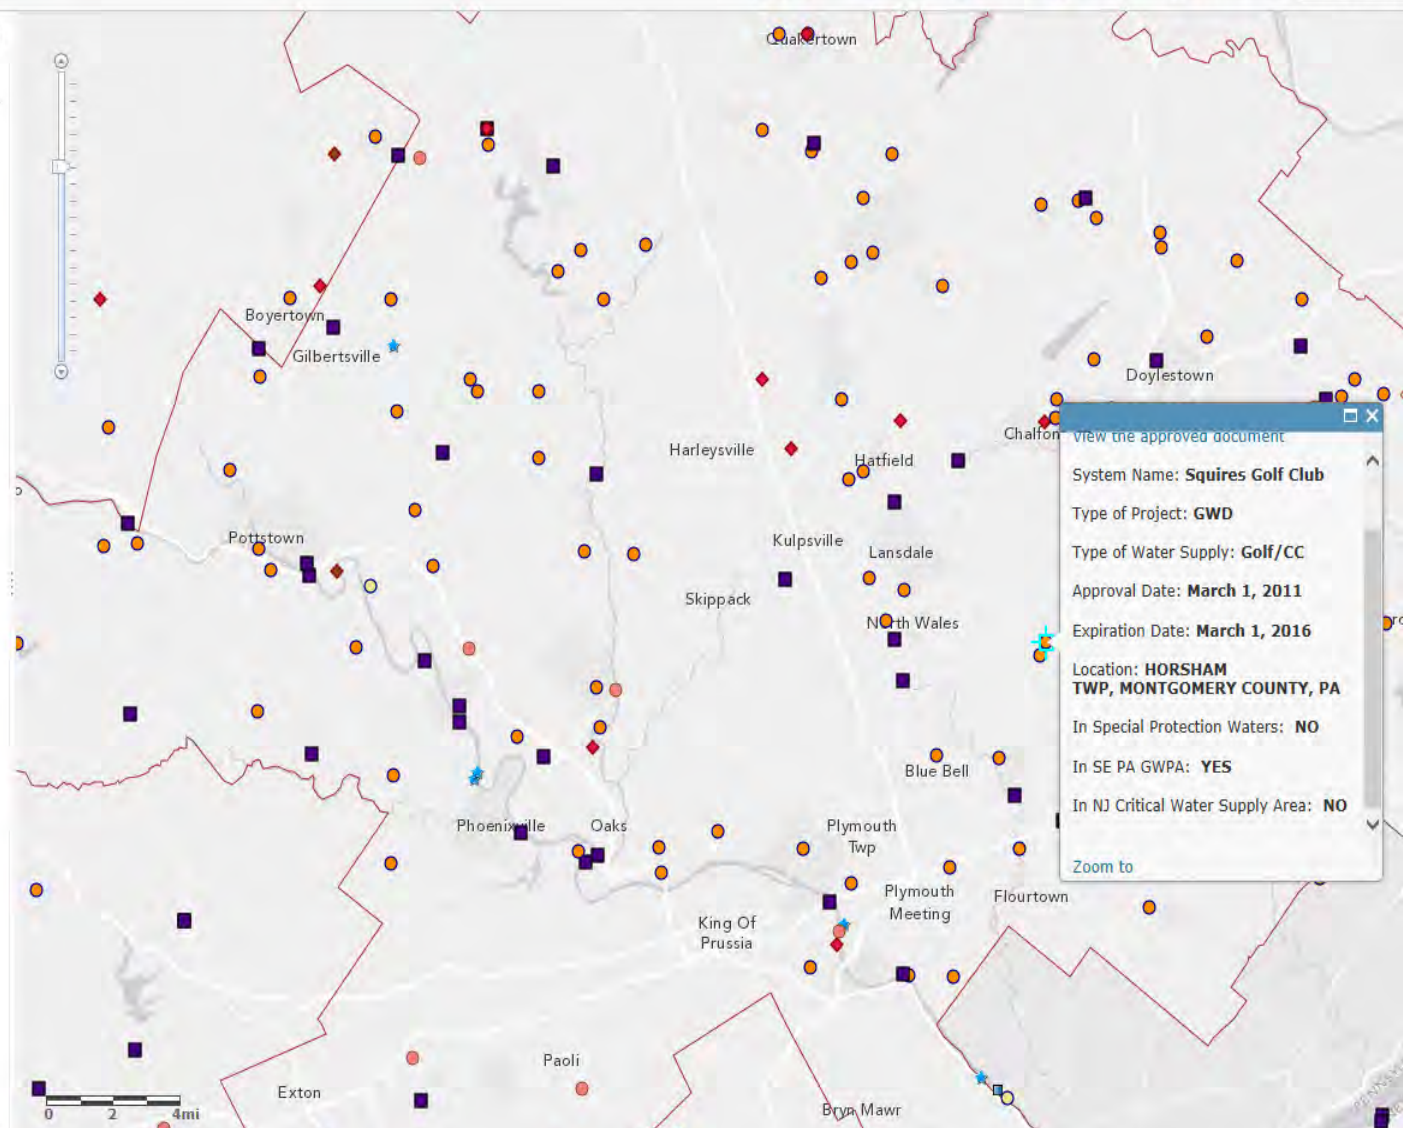 Quakertown
Boyertown
Gilbertsville
Doylestown
Chalfon
Harleysville
Hatfield
Pottstown
Kulpsville
Lansdale
Skippack
North Wales
Blue Bell
Phoenixville
Oaks
Plymouth
Twp
Plymouth
Meeting
Flourtown
King Of
Prussia
Paoli
Exton
Bryn Mawr
0 2 4mi
View the approved document
System Name: Squires Golf Club
Type of Project: GWD
Type of Water Supply: Golf/CC
Approval Date: March 1, 2011
Expiration Date: March 1, 2016
Location: HORSHAM
TWP, MONTGOMERY COUNTY, PA
In Special Protection Waters: NO
In SE PA GWPA: YES
In NJ Critical Water Supply Area: NO
Zoom to